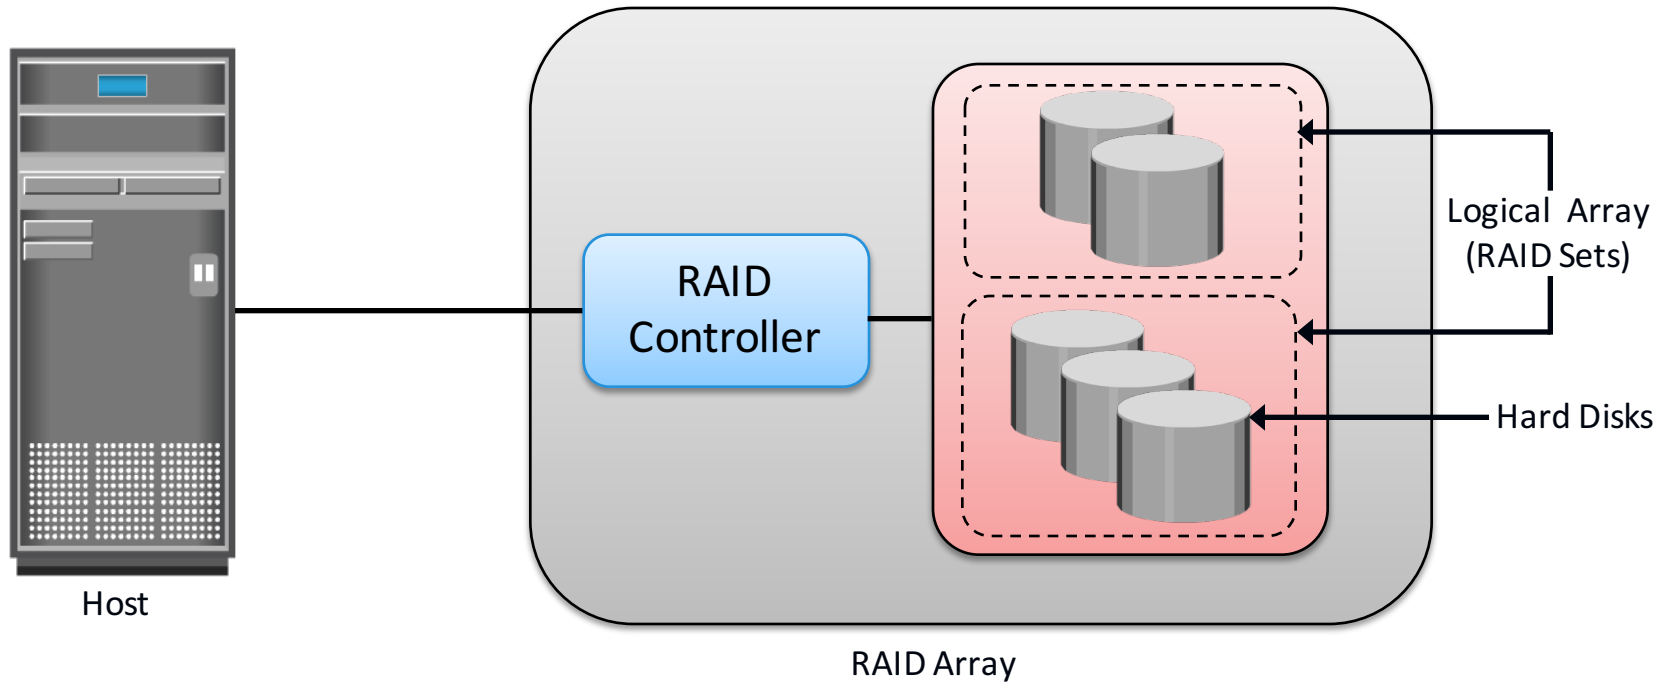 RAID
Controller
Logical Array
(RAID Sets)
Hard Disks
Host
RAID Array